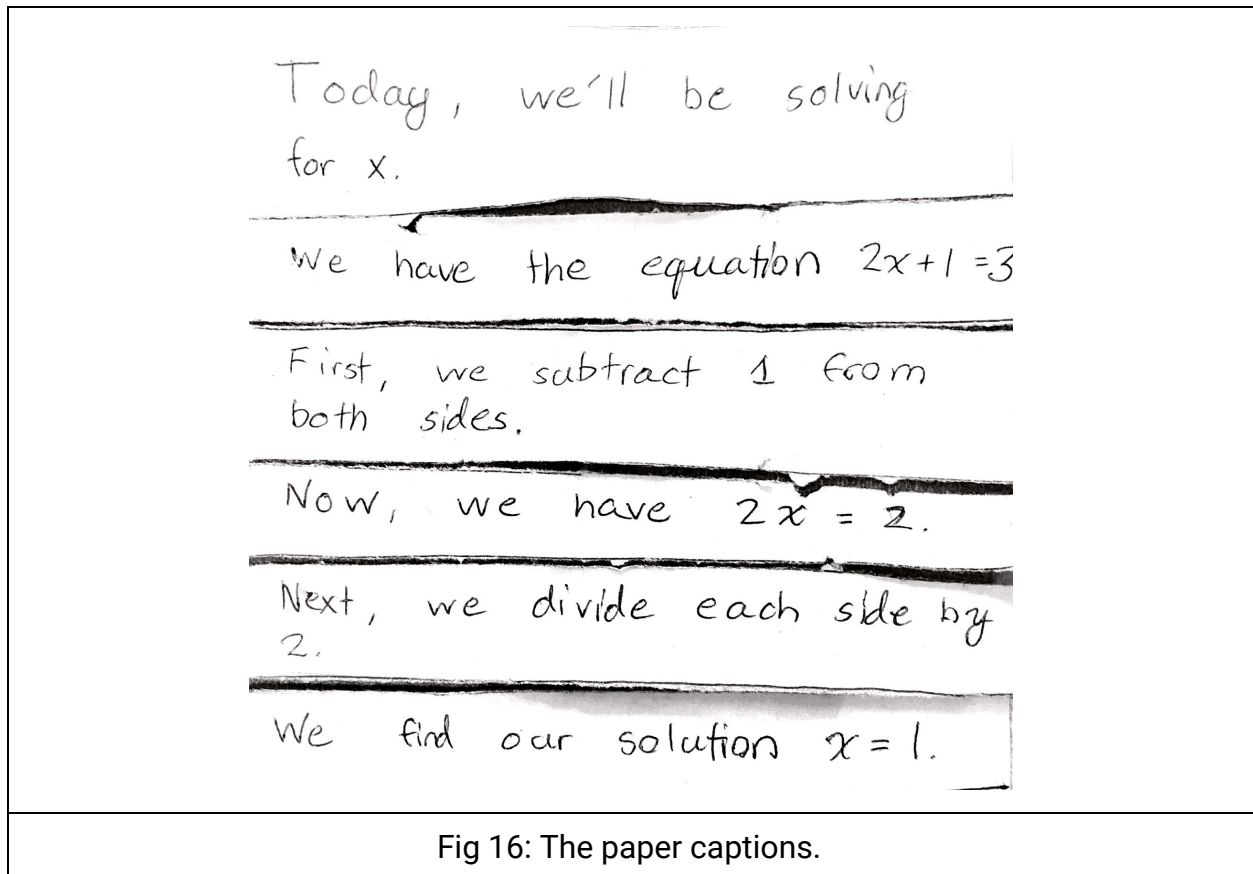 Today, we'll be solving
for x.
We have the equation 2x+1=3
First, we subtract 1 from
both sides.
Now, we have 2x = 2.
Next, we divide each side by
2.
We find our solution x = 1.
Fig 16: The paper captions.